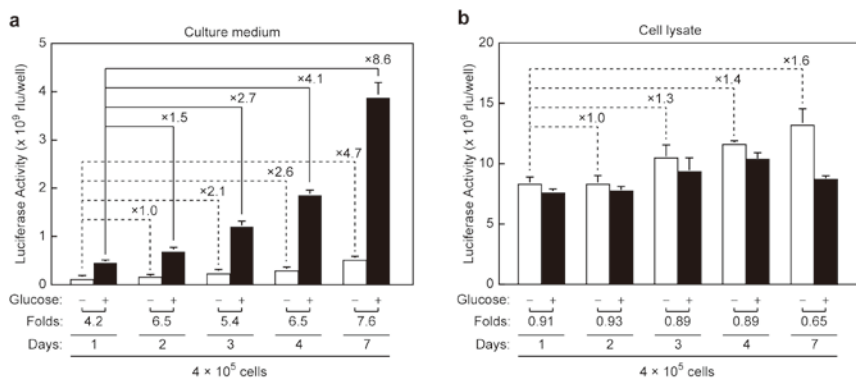 a
Culture medium
Luciferase Activity (x 10⁹ rlu/well)
5
4
3
2
1
0
×8.6
×4.1
×2.7
×1.5
×4.7
×2.6
×2.1
×1.0
Glucose: − + − + − + − + − +
Folds: 4.2 6.5 5.4 6.5 7.6
Days: 1 2 3 4 7
4 × 10⁵ cells
b
Cell lysate
Luciferase Activity (x 10⁹ rlu/well)
20
15
10
5
0
×1.6
×1.4
×1.3
×1.0
Glucose: − + − + − + − + − +
Folds: 0.91 0.93 0.89 0.89 0.65
Days: 1 2 3 4 7
4 × 10⁵ cells